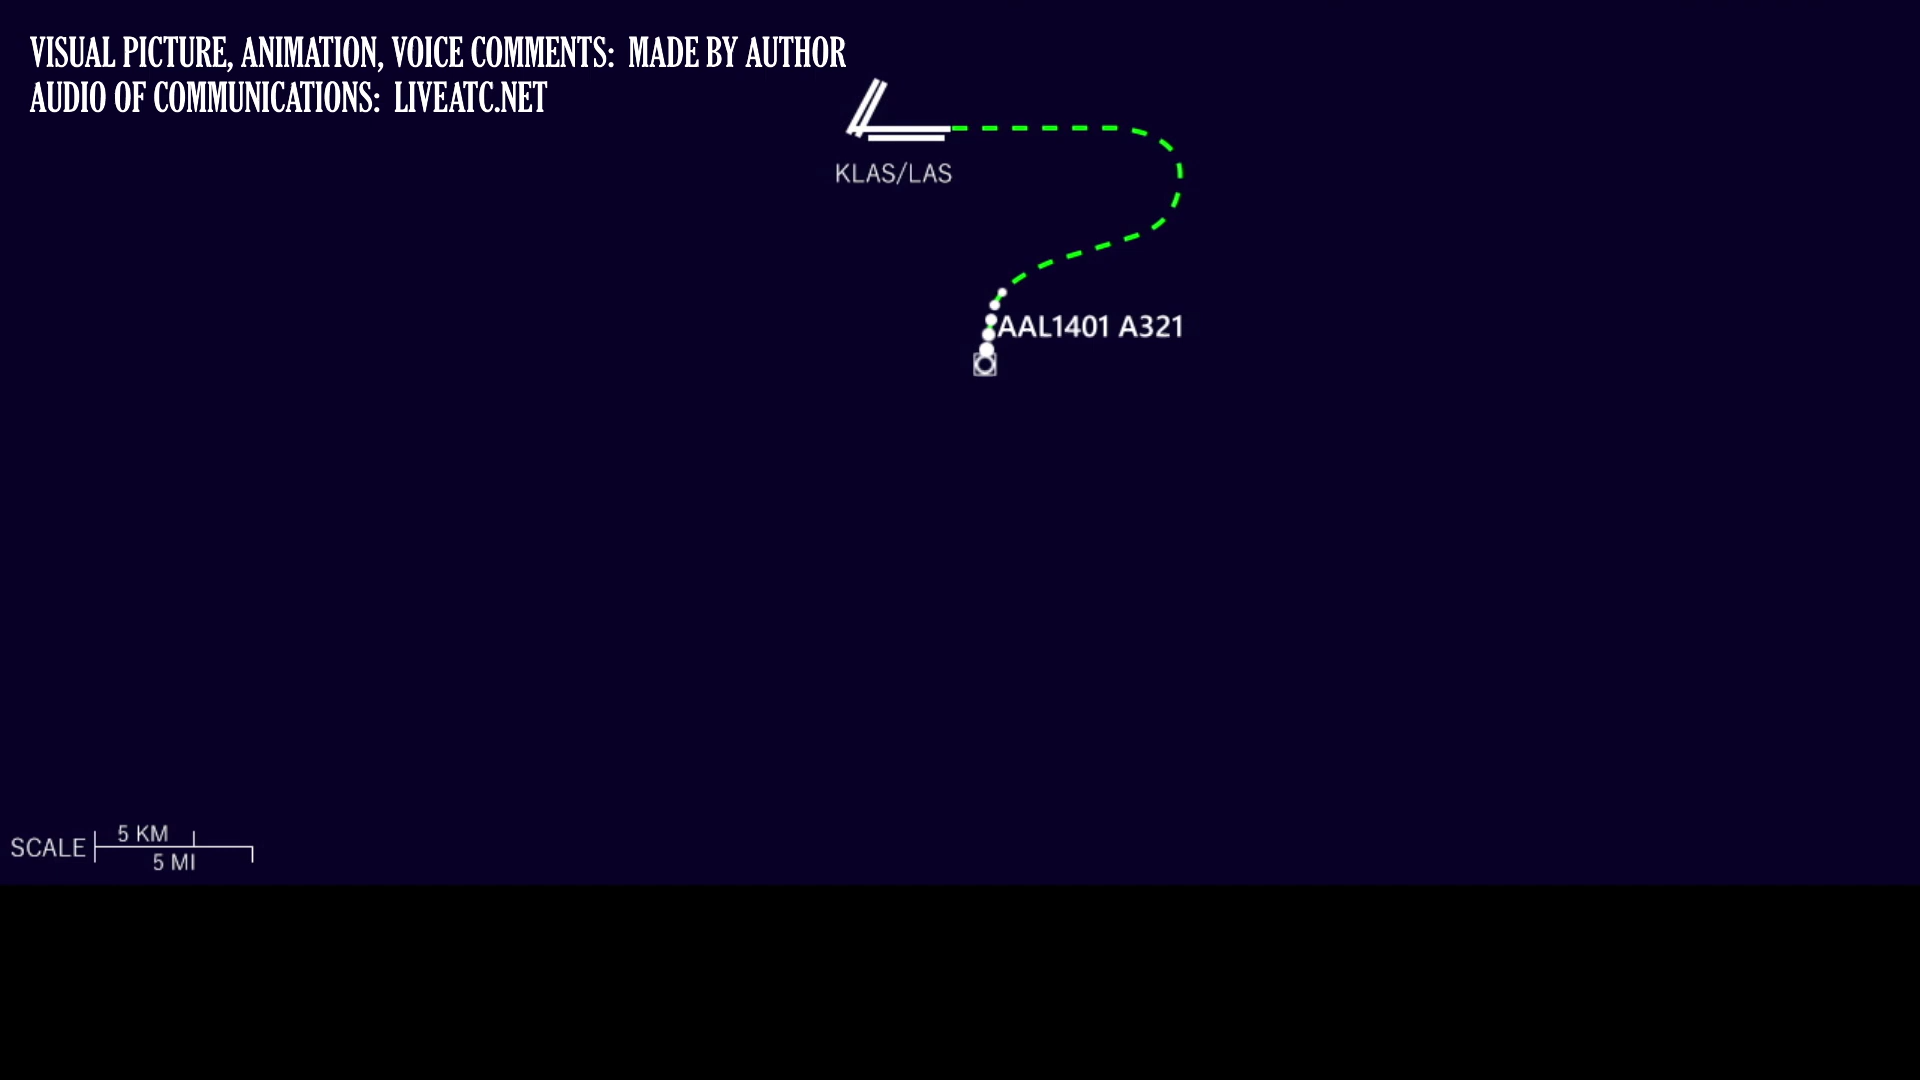 VISUAL PICTURE, ANIMATION, VOICE COMMENTS: MADE BY AUTHOR
AUDIO OF COMMUNICATIONS: LIVEATC.NET
KLAS/LAS
AAL1401 A321
5 KM
SCALE
5 MI